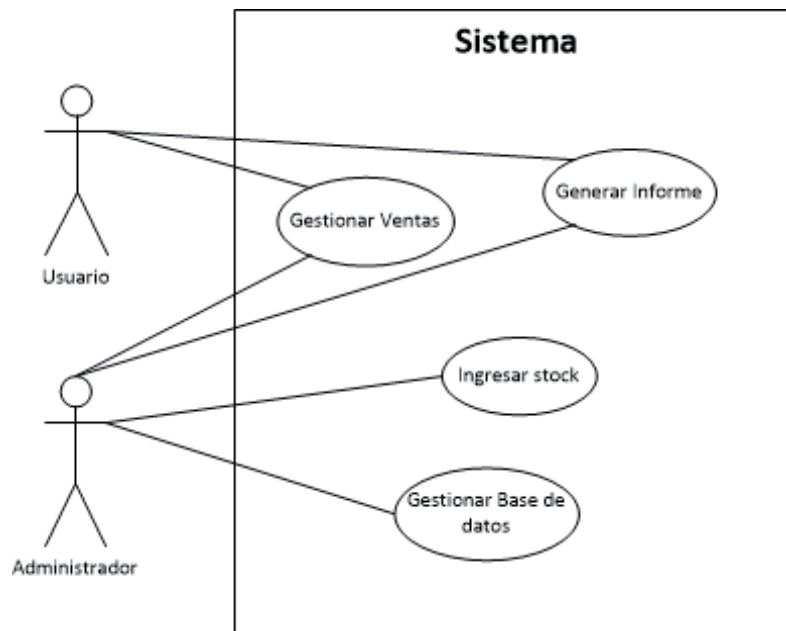 Sistema
Generar Informe
Gestionar Ventas
Usuario
Ingresar stock
Gestionar Base de
datos
Administrador